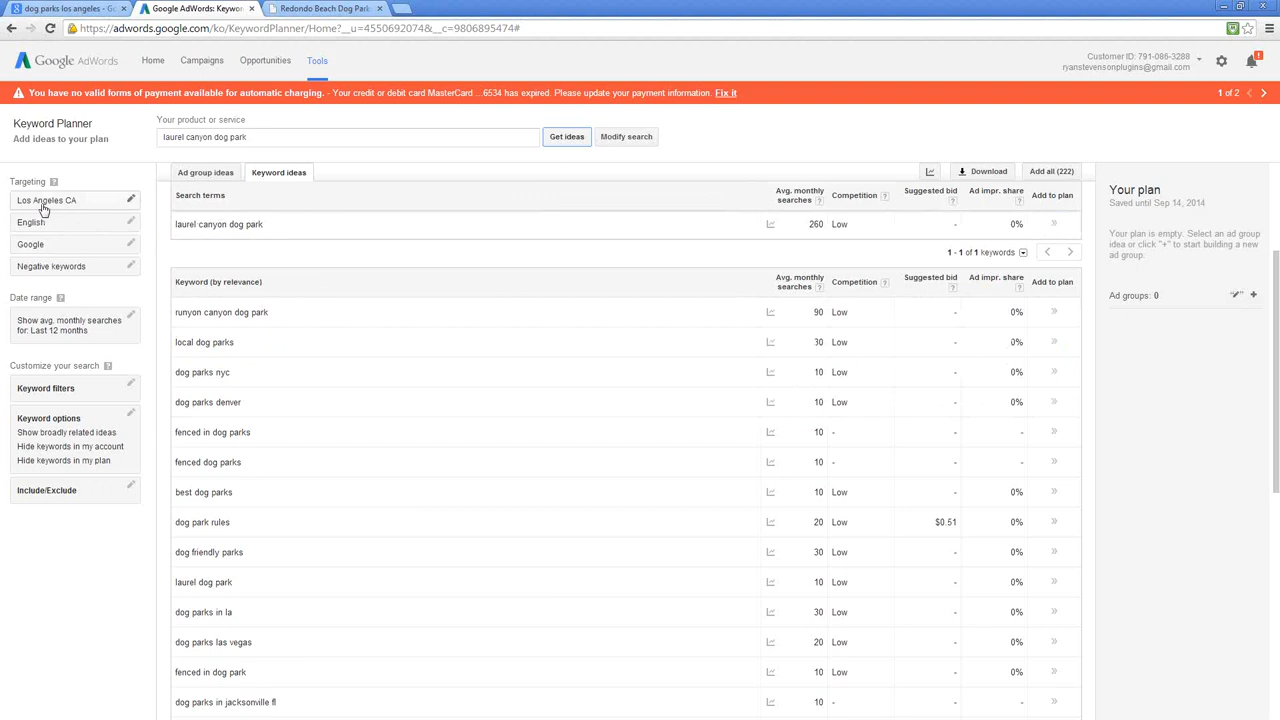 dog parks los angeles - G
Google AdWords: Keywor
Redondo Beach Dog Park
https://adwords.google.com/ko/KeywordPlanner/Home?__u=4550692074&__c=9806895474#
Google AdWords
Home
Campaigns
Opportunities
Tools
Customer ID: 791-086-3288
ryanstevensonplugins@gmail.com
You have no valid forms of payment available for automatic charging. - Your credit or debit card MasterCard ...6534 has expired. Please update your payment information. Fix it
1 of 2
Keyword Planner
Add ideas to your plan
Your product or service
laurel canyon dog park
Get ideas
Modify search
Targeting ?
Los Angeles CA
English
Google
Negative keywords
Date range ?
Show avg. monthly searches
for: Last 12 months
Customize your search ?
Keyword filters
Keyword options
Show broadly related ideas
Hide keywords in my account
Hide keywords in my plan
Include/Exclude
Ad group ideas
Keyword ideas
Download
Add all (222)
Search terms
Avg. monthly searches ?
Competition ?
Suggested bid ?
Ad impr. share ?
Add to plan
laurel canyon dog park 260 Low - 0% »
1 - 1 of 1 keywords
Keyword (by relevance)
Avg. monthly searches ?
Competition ?
Suggested bid ?
Ad impr. share ?
Add to plan
runyon canyon dog park 90 Low - 0% »
local dog parks 30 Low - 0% »
dog parks nyc 10 Low - 0% »
dog parks denver 10 Low - 0% »
fenced in dog parks 10 - - - »
fenced dog parks 10 - - - »
best dog parks 10 Low - 0% »
dog park rules 20 Low $0.51 0% »
dog friendly parks 30 Low - 0% »
laurel dog park 10 Low - 0% »
dog parks in la 30 Low - 0% »
dog parks las vegas 20 Low - 0% »
fenced in dog park 10 Low - 0% »
dog parks in jacksonville fl 10 - - - »
Your plan
Saved until Sep 14, 2014
Your plan is empty. Select an ad group
idea or click "+" to start building a new
ad group.
Ad groups: 0